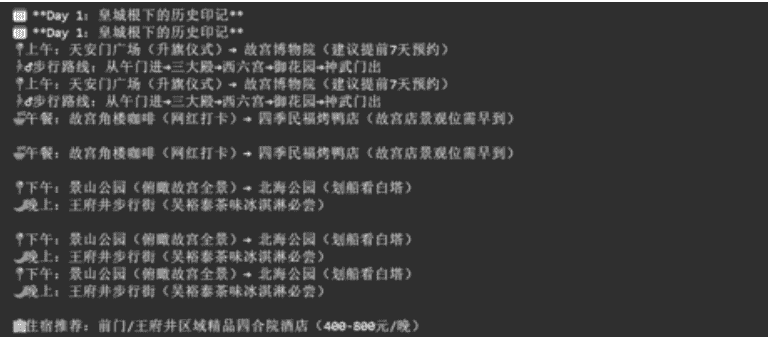 📅 **Day 1: 皇城根下的历史印记**
📅 **Day 1: 皇城根下的历史印记**
📍上午: 天安门广场（升旗仪式）→ 故宫博物院（建议提前7天预约）
🚶♂步行路线: 从午门进→三大殿→西六宫→御花园→神武门出
📍上午: 天安门广场（升旗仪式）→ 故宫博物院（建议提前7天预约）
🚶♂步行路线: 从午门进→三大殿→西六宫→御花园→神武门出
🍜午餐: 故宫角楼咖啡（网红打卡）→ 四季民福烤鸭店（故宫店景观位需早到）
🍜午餐: 故宫角楼咖啡（网红打卡）→ 四季民福烤鸭店（故宫店景观位需早到）
📍下午: 景山公园（俯瞰故宫全景）→ 北海公园（划船看白塔）
🌙晚上: 王府井步行街（吴裕泰茶味冰淇淋必尝）
📍下午: 景山公园（俯瞰故宫全景）→ 北海公园（划船看白塔）
🌙晚上: 王府井步行街（吴裕泰茶味冰淇淋必尝）
📍下午: 景山公园（俯瞰故宫全景）→ 北海公园（划船看白塔）
🌙晚上: 王府井步行街（吴裕泰茶味冰淇淋必尝）
🏨住宿推荐: 前门/王府井区域精品四合院酒店（400-800元/晚）